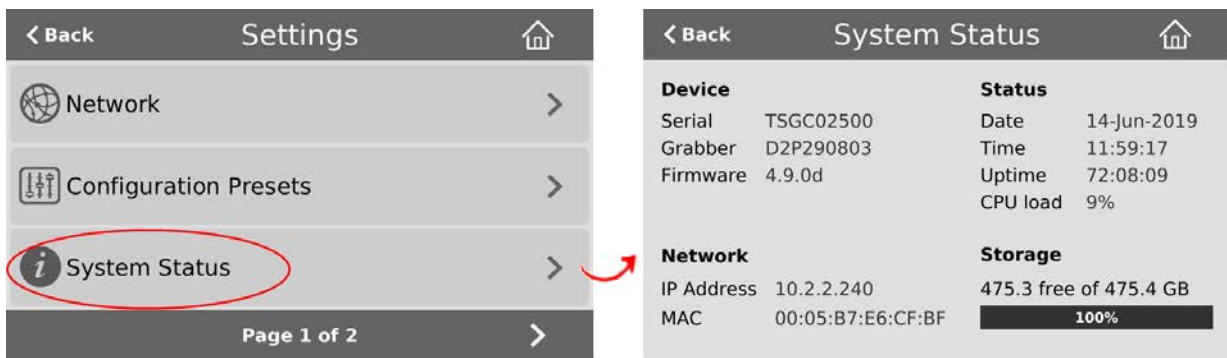 Back Settings
Network
Configuration Presets
i System Status
Page 1 of 2
Back System Status
Device
Serial TSGC02500
Grabber D2P290803
Firmware 4.9.0d
Status
Date 14-Jun-2019
Time 11:59:17
Uptime 72:08:09
CPU load 9%
Network
IP Address 10.2.2.240
MAC 00:05:B7:E6:CF:BF
Storage
475.3 free of 475.4 GB
100%